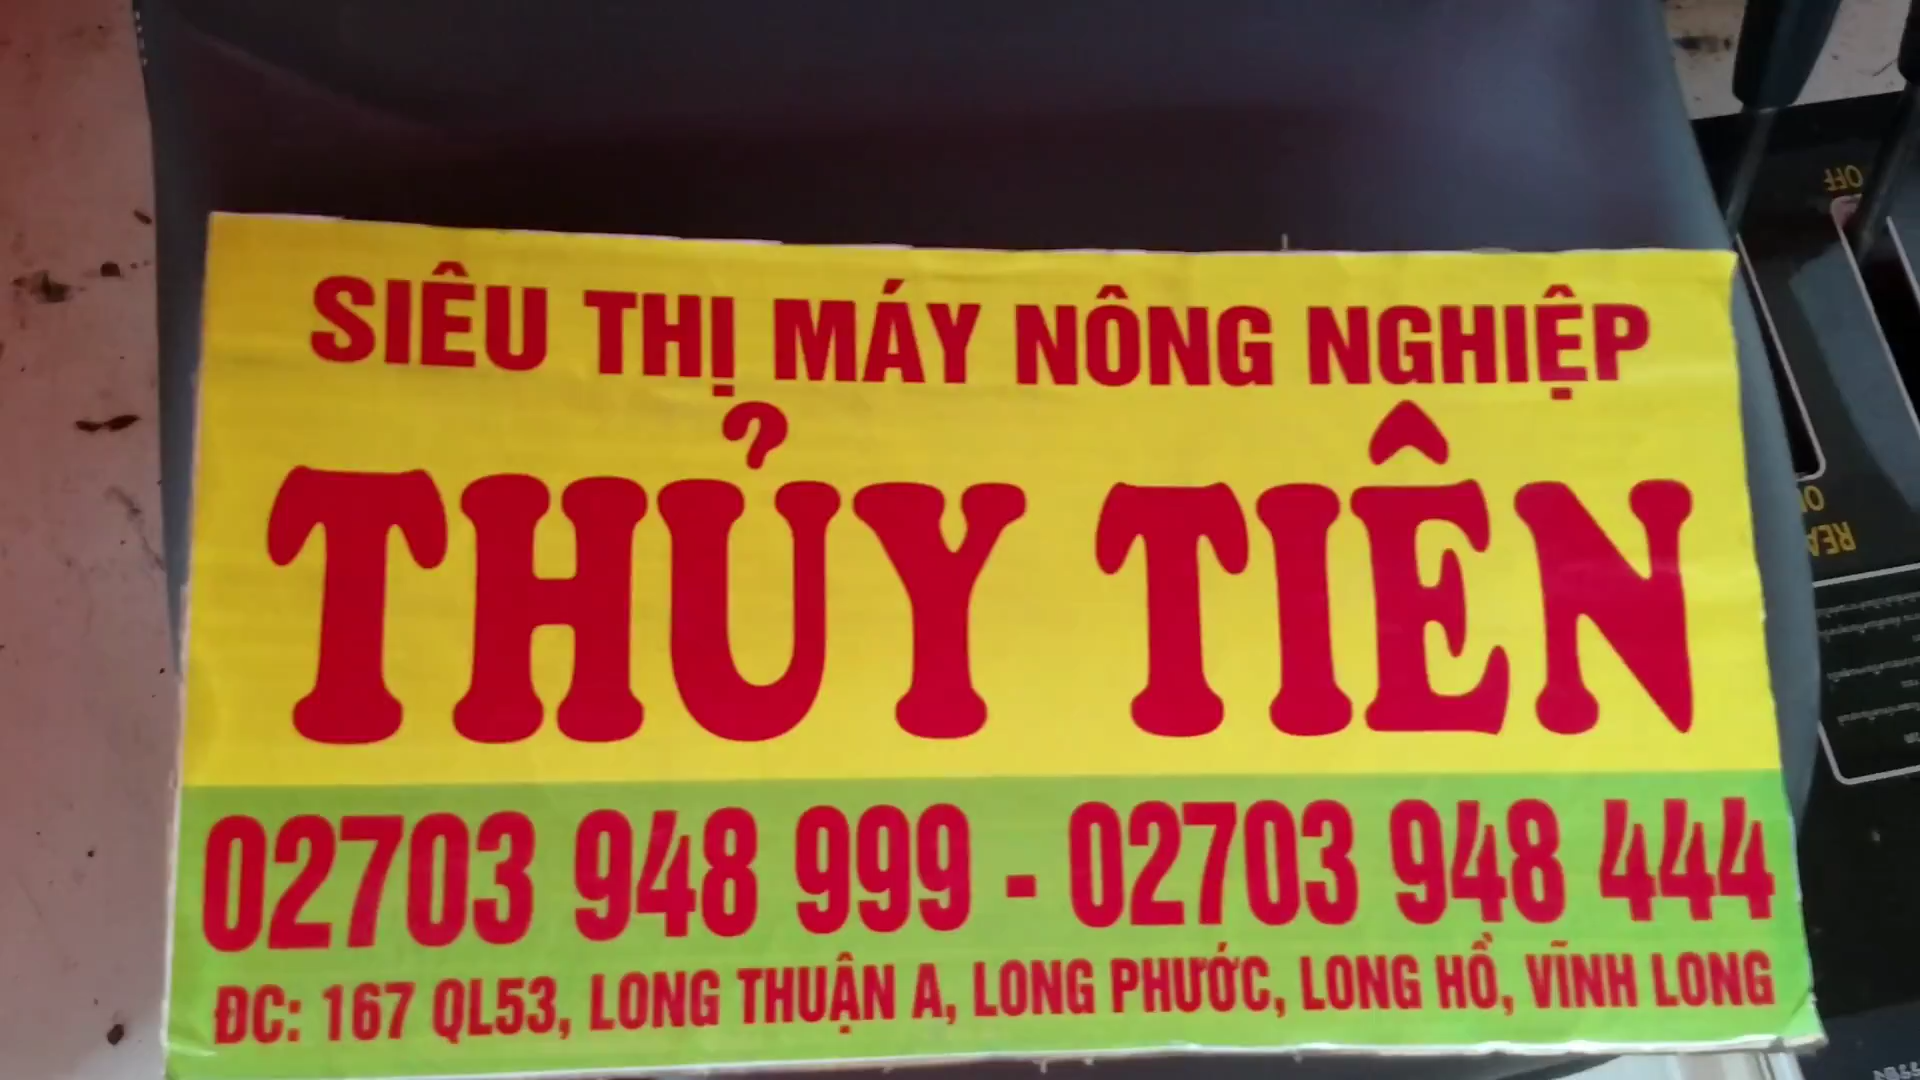 SIÊU THỊ MÁY NÔNG NGHIỆP
THỦY TIÊN
02703 948 999 - 02703 948 444
ĐC: 167 QL53, LONG THUẬN A, LONG PHƯỚC, LONG HỒ, VĨNH LONG
OFF